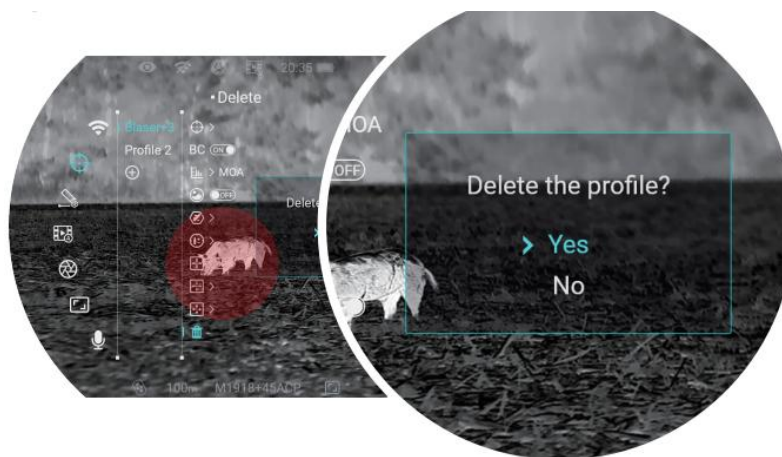 20:35
• Delete
Blaser+3
Profile 2
BC ON
> MOA
OFF
Delete
100m M1918+45ACP
OFF)
Delete the profile?
> Yes
No